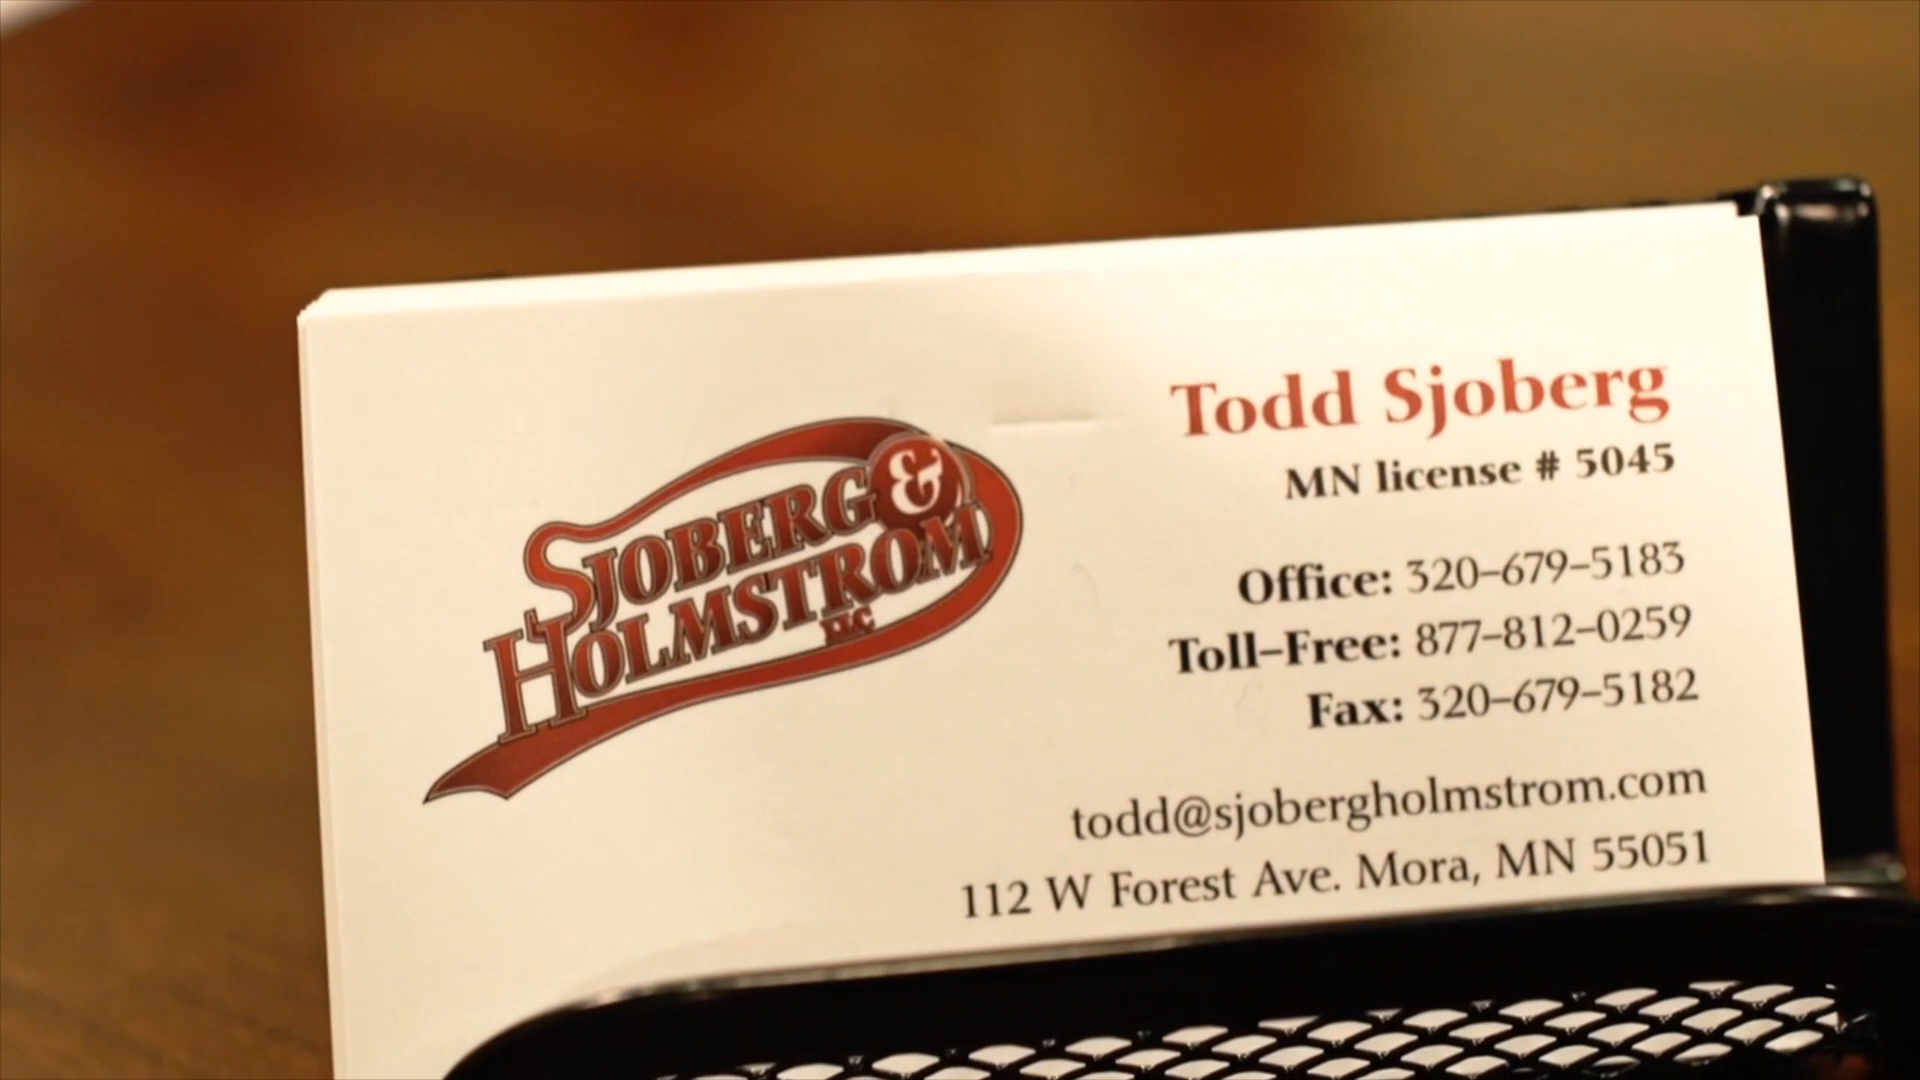 SJOBERG &
HOLMSTROM
LLC
Todd Sjoberg
MN license # 5045
Office: 320-679-5183
Toll-Free: 877-812-0259
Fax: 320-679-5182
todd@sjobergholmstrom.com
112 W Forest Ave. Mora, MN 55051